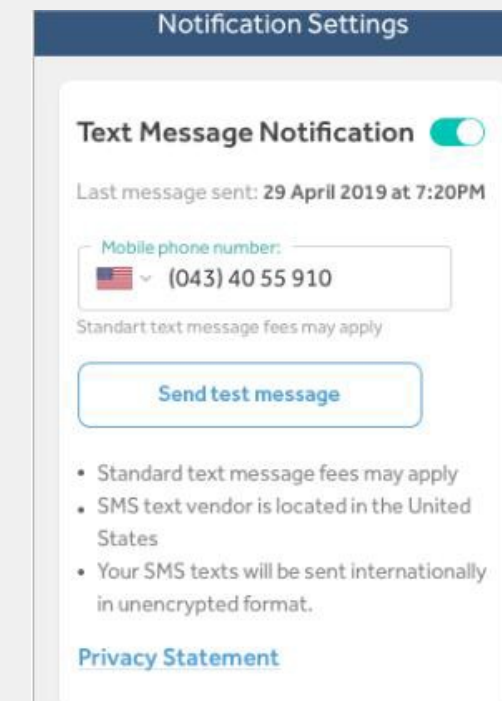 Notification Settings
Text Message Notification
Last message sent: 29 April 2019 at 7:20PM
Mobile phone number:
(043) 40 55 910
Standart text message fees may apply
Send test message
• Standard text message fees may apply
• SMS text vendor is located in the United
States
• Your SMS texts will be sent internationally
in unencrypted format.
Privacy Statement